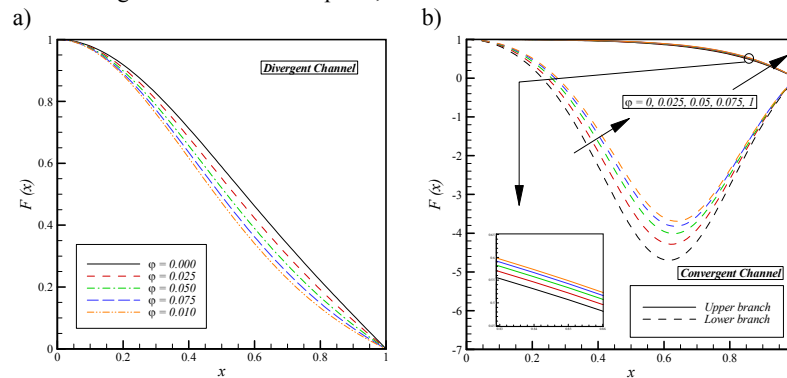 a)
Divergent Channel
F (x)
1
0.8
0.6
0.4
0.2
0
0 0.2 0.4 0.6 0.8 1
x
φ = 0.000
φ = 0.025
φ = 0.050
φ = 0.075
φ = 0.010
b)
φ = 0, 0.025, 0.05, 0.075, 1
F (x)
1
0
-1
-2
-3
-4
-5
-6
-7
0 0.2 0.4 0.6 0.8
x
Convergent Channel
Upper branch
Lower branch